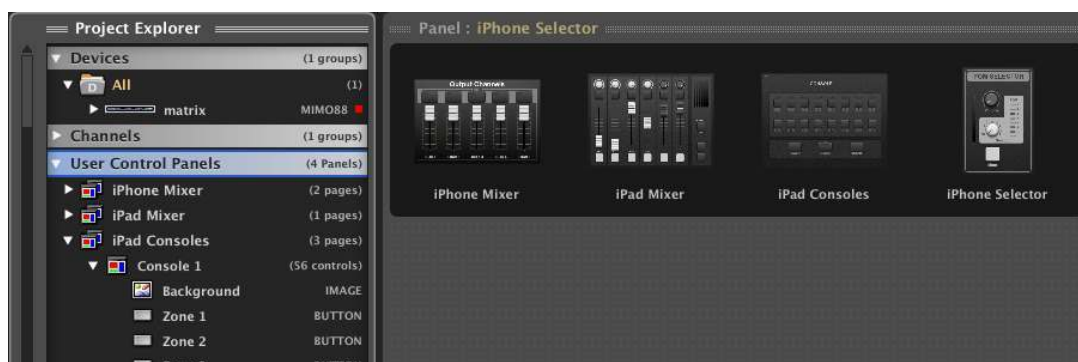 Project Explorer
Devices (1 groups)
All (1)
matrix MIMO88
Channels (1 groups)
User Control Panels (4 Panels)
iPhone Mixer (2 pages)
iPad Mixer (1 pages)
iPad Consoles (3 pages)
Console 1 (56 controls)
Background IMAGE
Zone 1 BUTTON
Zone 2 BUTTON
Panel : iPhone Selector
Output Channels
iPhone Mixer
iPad Mixer
iPad Consoles
iPhone Selector